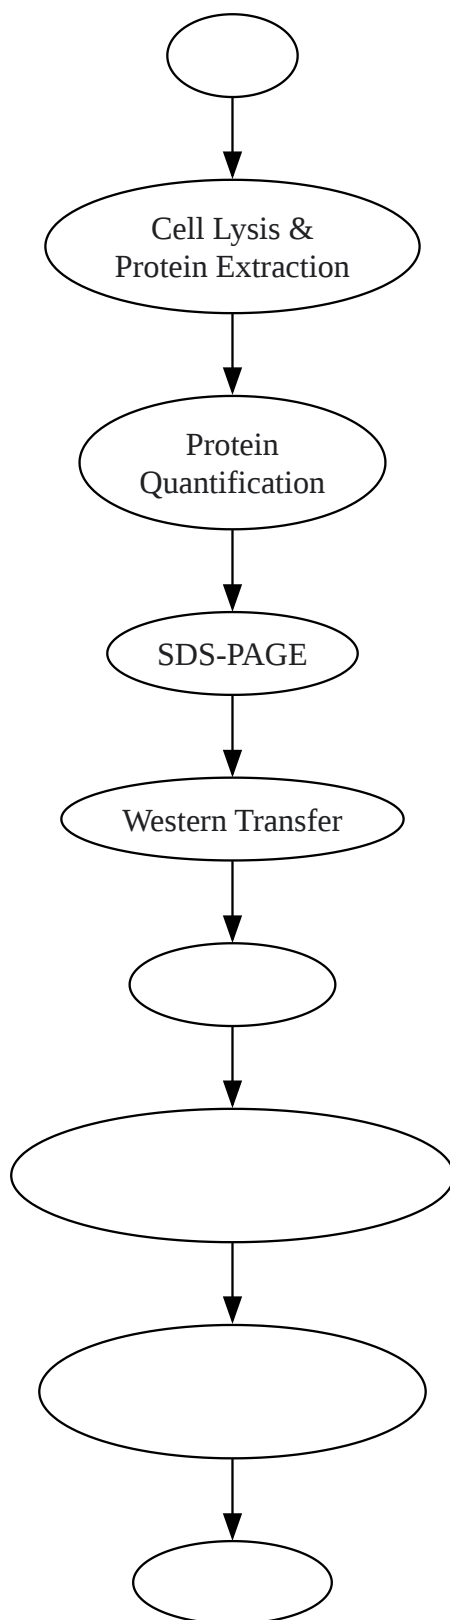 Cell Lysis &
Protein Extraction
Protein
Quantification
SDS-PAGE
Western Transfer